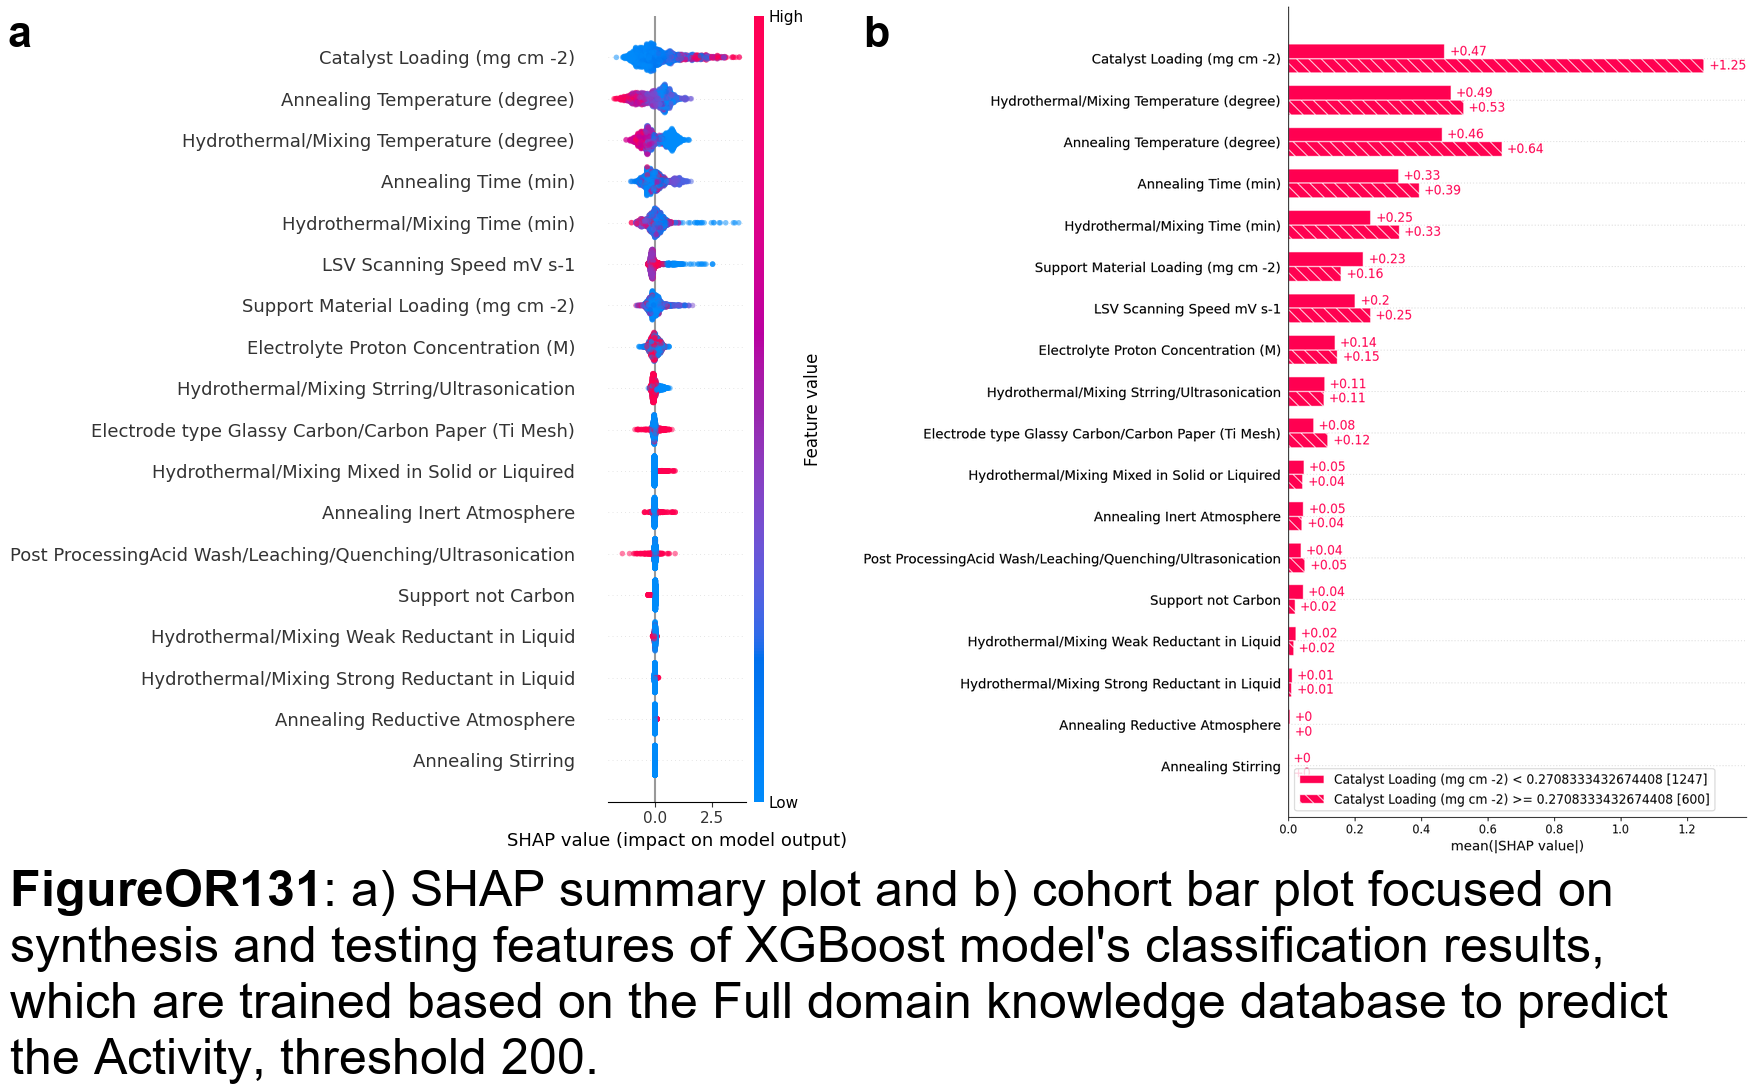 a
High
Catalyst Loading (mg cm -2)
Annealing Temperature (degree)
Hydrothermal/Mixing Temperature (degree)
Annealing Time (min)
Hydrothermal/Mixing Time (min)
LSV Scanning Speed mV s-1
Support Material Loading (mg cm -2)
Electrolyte Proton Concentration (M)
Hydrothermal/Mixing Strring/Ultrasonication
Electrode type Glassy Carbon/Carbon Paper (Ti Mesh)
Hydrothermal/Mixing Mixed in Solid or Liquired
Annealing Inert Atmosphere
Post ProcessingAcid Wash/Leaching/Quenching/Ultrasonication
Support not Carbon
Hydrothermal/Mixing Weak Reductant in Liquid
Hydrothermal/Mixing Strong Reductant in Liquid
Annealing Reductive Atmosphere
Annealing Stirring
Feature value
Low
0.0 2.5
SHAP value (impact on model output)
b
Catalyst Loading (mg cm -2)
+0.47
+1.25
Hydrothermal/Mixing Temperature (degree)
+0.49
+0.53
Annealing Temperature (degree)
+0.46
+0.64
Annealing Time (min)
+0.33
+0.39
Hydrothermal/Mixing Time (min)
+0.25
+0.33
Support Material Loading (mg cm -2)
+0.23
+0.16
LSV Scanning Speed mV s-1
+0.2
+0.25
Electrolyte Proton Concentration (M)
+0.14
+0.15
Hydrothermal/Mixing Strring/Ultrasonication
+0.11
+0.11
Electrode type Glassy Carbon/Carbon Paper (Ti Mesh)
+0.08
+0.12
Hydrothermal/Mixing Mixed in Solid or Liquired
+0.05
+0.04
Annealing Inert Atmosphere
+0.05
+0.04
Post ProcessingAcid Wash/Leaching/Quenching/Ultrasonication
+0.04
+0.05
Support not Carbon
+0.04
+0.02
Hydrothermal/Mixing Weak Reductant in Liquid
+0.02
+0.02
Hydrothermal/Mixing Strong Reductant in Liquid
+0.01
+0.01
Annealing Reductive Atmosphere
+0
+0
Annealing Stirring
+0
+0
Catalyst Loading (mg cm -2) < 0.2708333432674408 [1247]
Catalyst Loading (mg cm -2) >= 0.2708333432674408 [600]
0.0 0.2 0.4 0.6 0.8 1.0 1.2
mean(|SHAP value|)
FigureOR131: a) SHAP summary plot and b) cohort bar plot focused on
synthesis and testing features of XGBoost model's classification results,
which are trained based on the Full domain knowledge database to predict
the Activity, threshold 200.